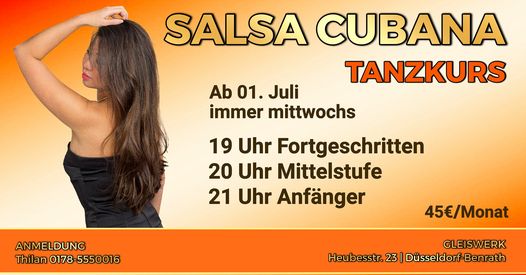 SALSA CUBANA
TANZKURS
Ab 01. Juli
immer mittwochs
19 Uhr Fortgeschritten
20 Uhr Mittelstufe
21 Uhr Anfänger
45€/Monat
ANMELDUNG
Thilan 0178-5550016
GLEISWERK
Heubesstr. 23 | Düsseldorf-Benrath